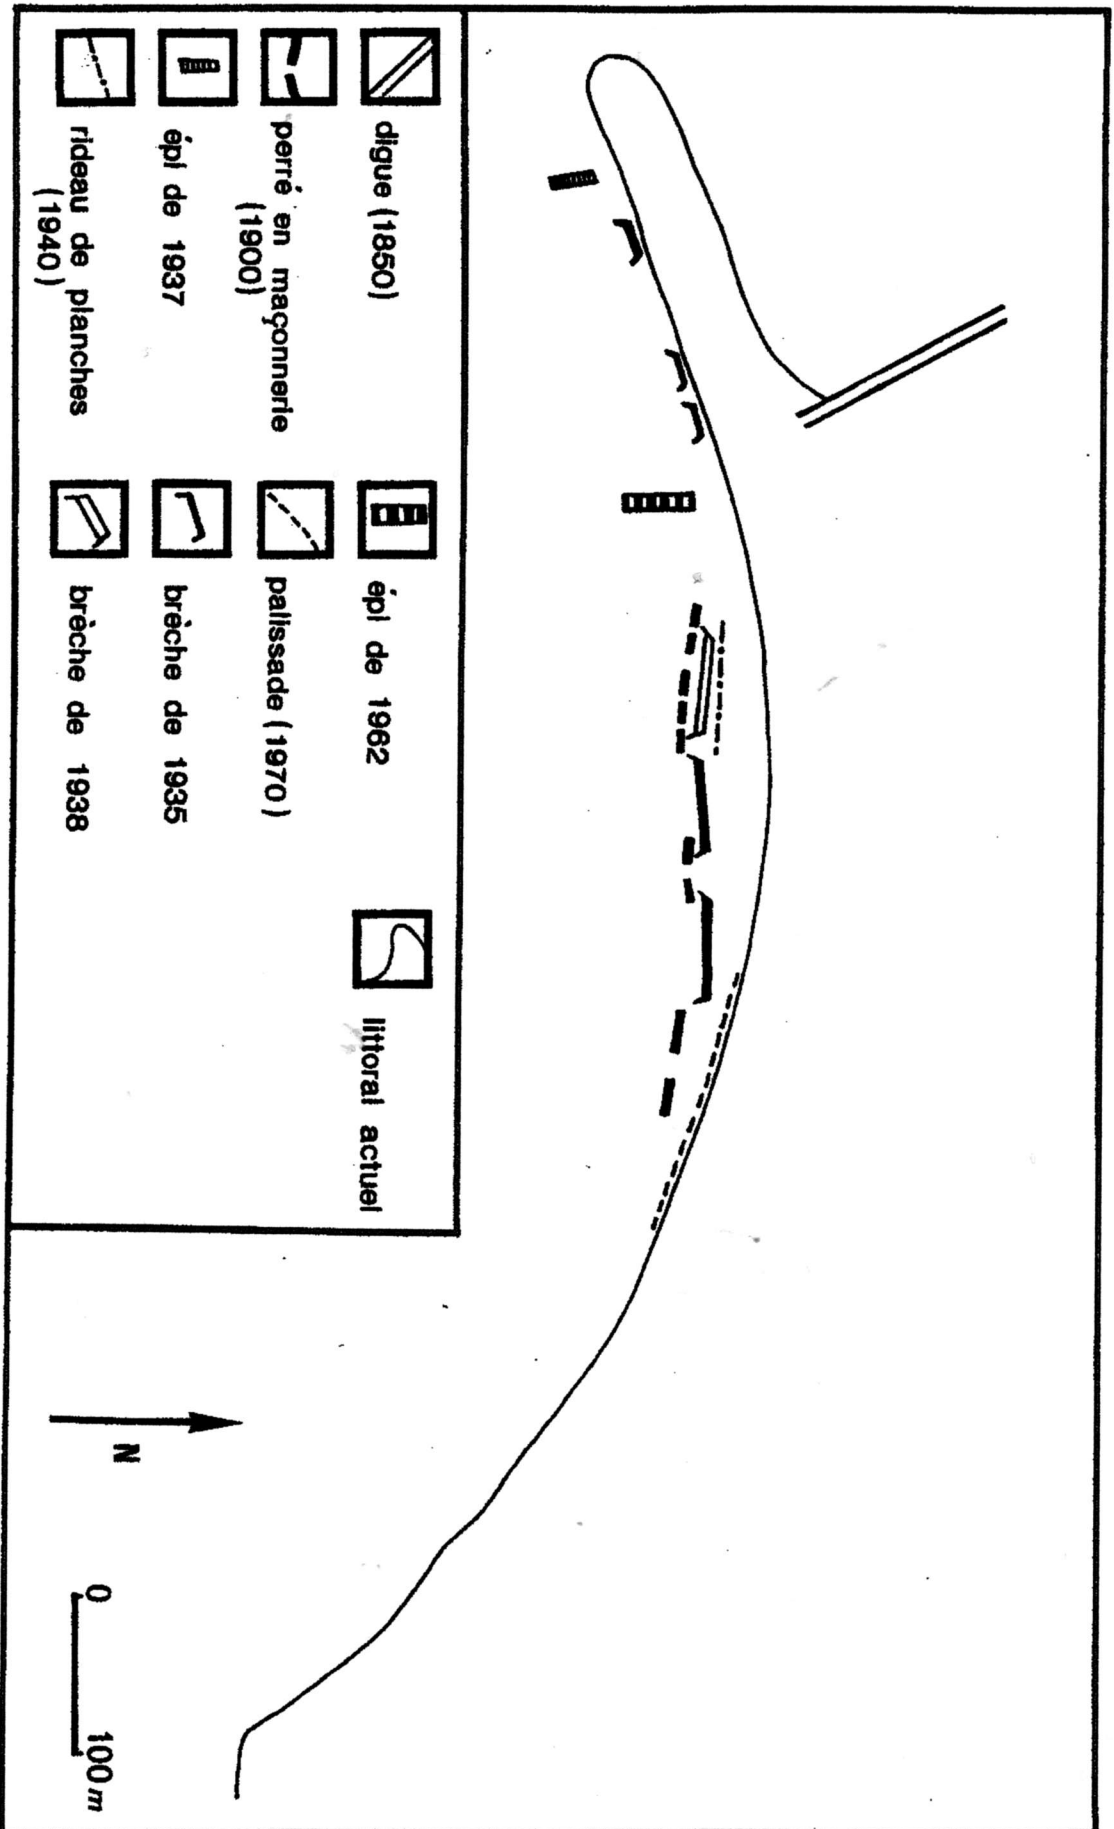 digue (1850)
perré en maçonnerie
(1900)
épi de 1937
rideau de planches
(1940)
épi de 1962
palissade (1970)
brèche de 1935
brèche de 1938
littoral actuel
N
0 100m